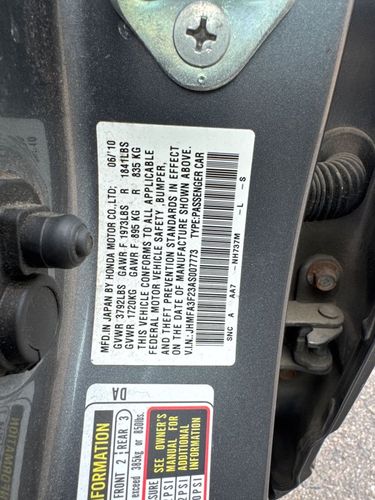 MFD.IN JAPAN BY HONDA MOTOR CO.,LTD; 06/'10
GVWR 3792LBS GAWR F 1973LBS R 1841LBS
GVWR 1720KG GAWR F 895 KG R 835 KG
THIS VEHICLE CONFORMS TO ALL APPLICABLE
FEDERAL MOTOR VEHICLE SAFETY ,BUMPER,
AND THEFT PREVENTION STANDARDS IN EFFECT
ON THE DATE OF MANUFACTURE SHOWN ABOVE.
V.I.N.:JHMFA3F23AS007773 TYPE:PASSENGER CAR
SNC A AA7 - NH737M -L -S
DA
INFORMATION
FRONT 2 REAR 3
exceed 385kg or 850lbs.
SEE OWNER'S
MANUAL FOR
ADDITIONAL
INFORMATION